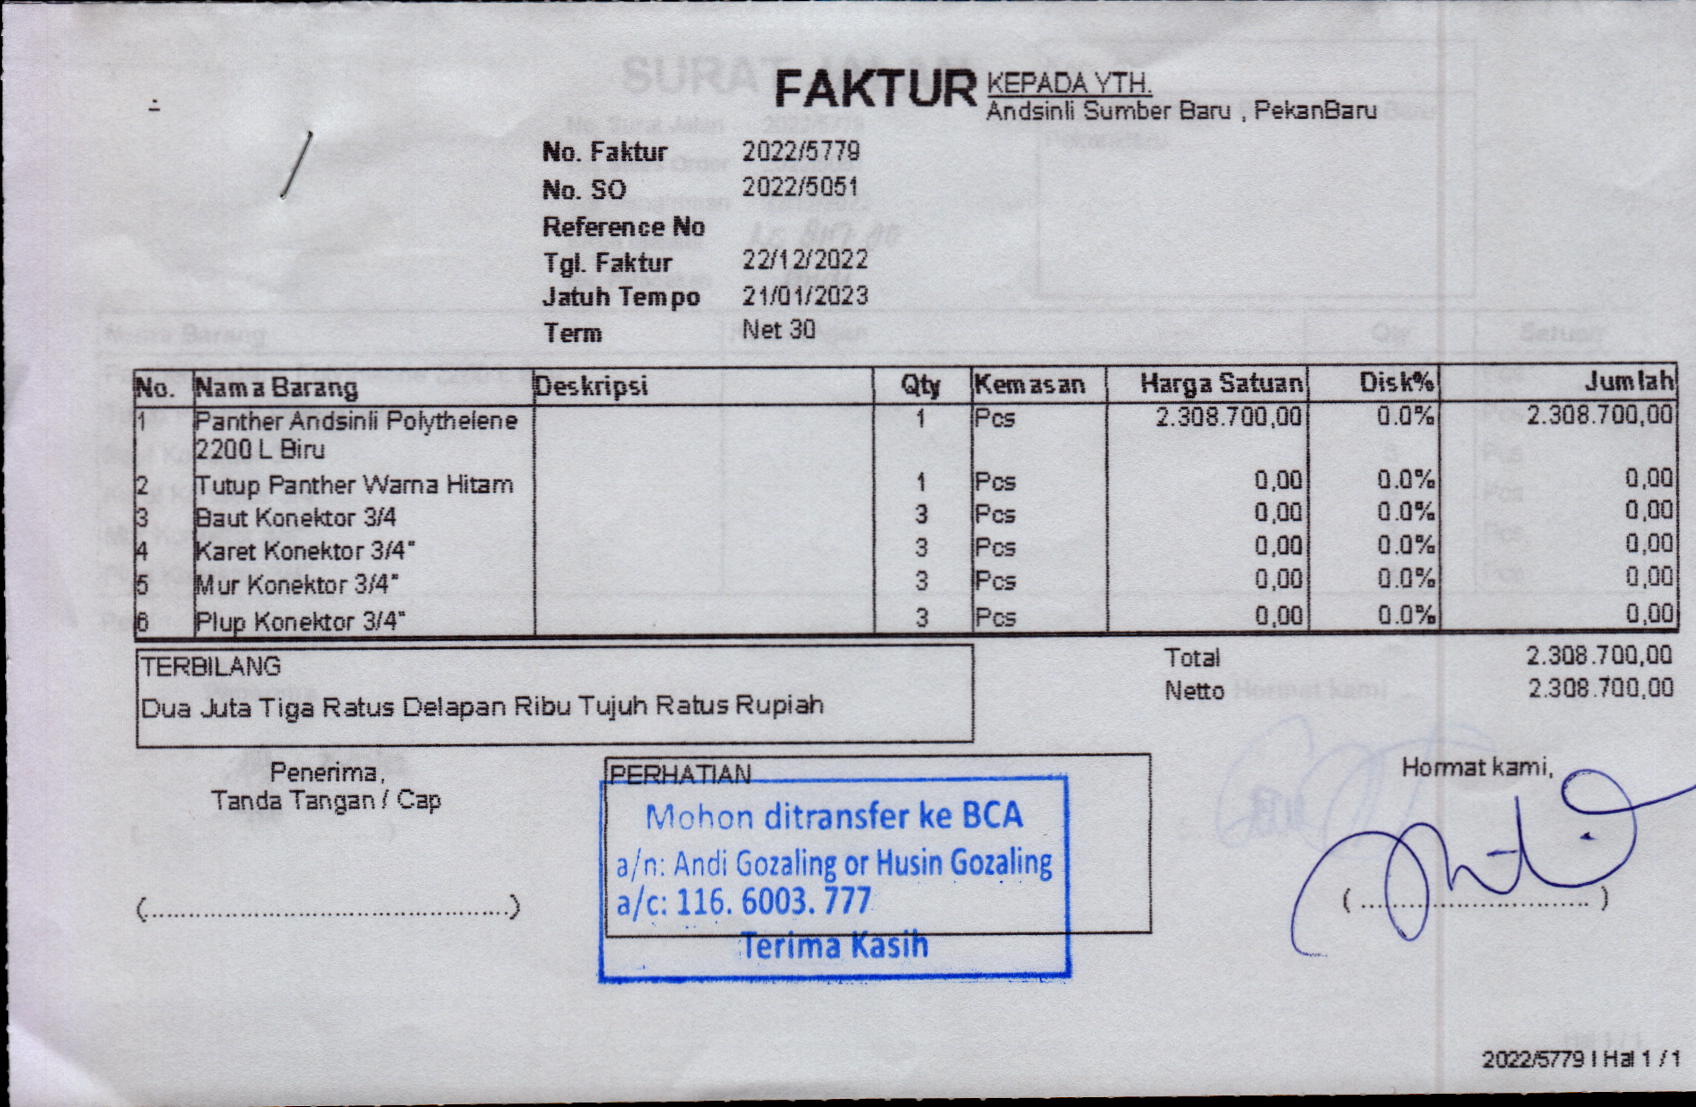 FAKTUR
KEPADA YTH.
Andsinli Sumber Baru , PekanBaru
No. Faktur 2022/5779
No. SO 2022/5051
Reference No
Tgl. Faktur 22/12/2022
Jatuh Tempo 21/01/2023
Term Net 30
No. Nama Barang Deskripsi Qty Kemasan Harga Satuan Disk% Jumlah
1 Panther Andsinli Polythelene 1 Pcs 2.308.700,00 0.0% 2.308.700,00
2200 L Biru
2 Tutup Panther Warna Hitam 1 Pcs 0,00 0.0% 0,00
3 Baut Konektor 3/4 3 Pcs 0,00 0.0% 0,00
4 Karet Konektor 3/4" 3 Pcs 0,00 0.0% 0,00
5 Mur Konektor 3/4" 3 Pcs 0,00 0.0% 0,00
6 Plup Konektor 3/4" 3 Pcs 0,00 0.0% 0,00
TERBILANG
Dua Juta Tiga Ratus Delapan Ribu Tujuh Ratus Rupiah
Total 2.308.700,00
Netto 2.308.700,00
Penerima,
Tanda Tangan / Cap
(................................................)
PERHATIAN
Mohon ditransfer ke BCA
a/n: Andi Gozaling or Husin Gozaling
a/c: 116. 6003. 777
Terima Kasih
Hormat kami,
( ................................ )
2022/5779 | Hal 1 / 1